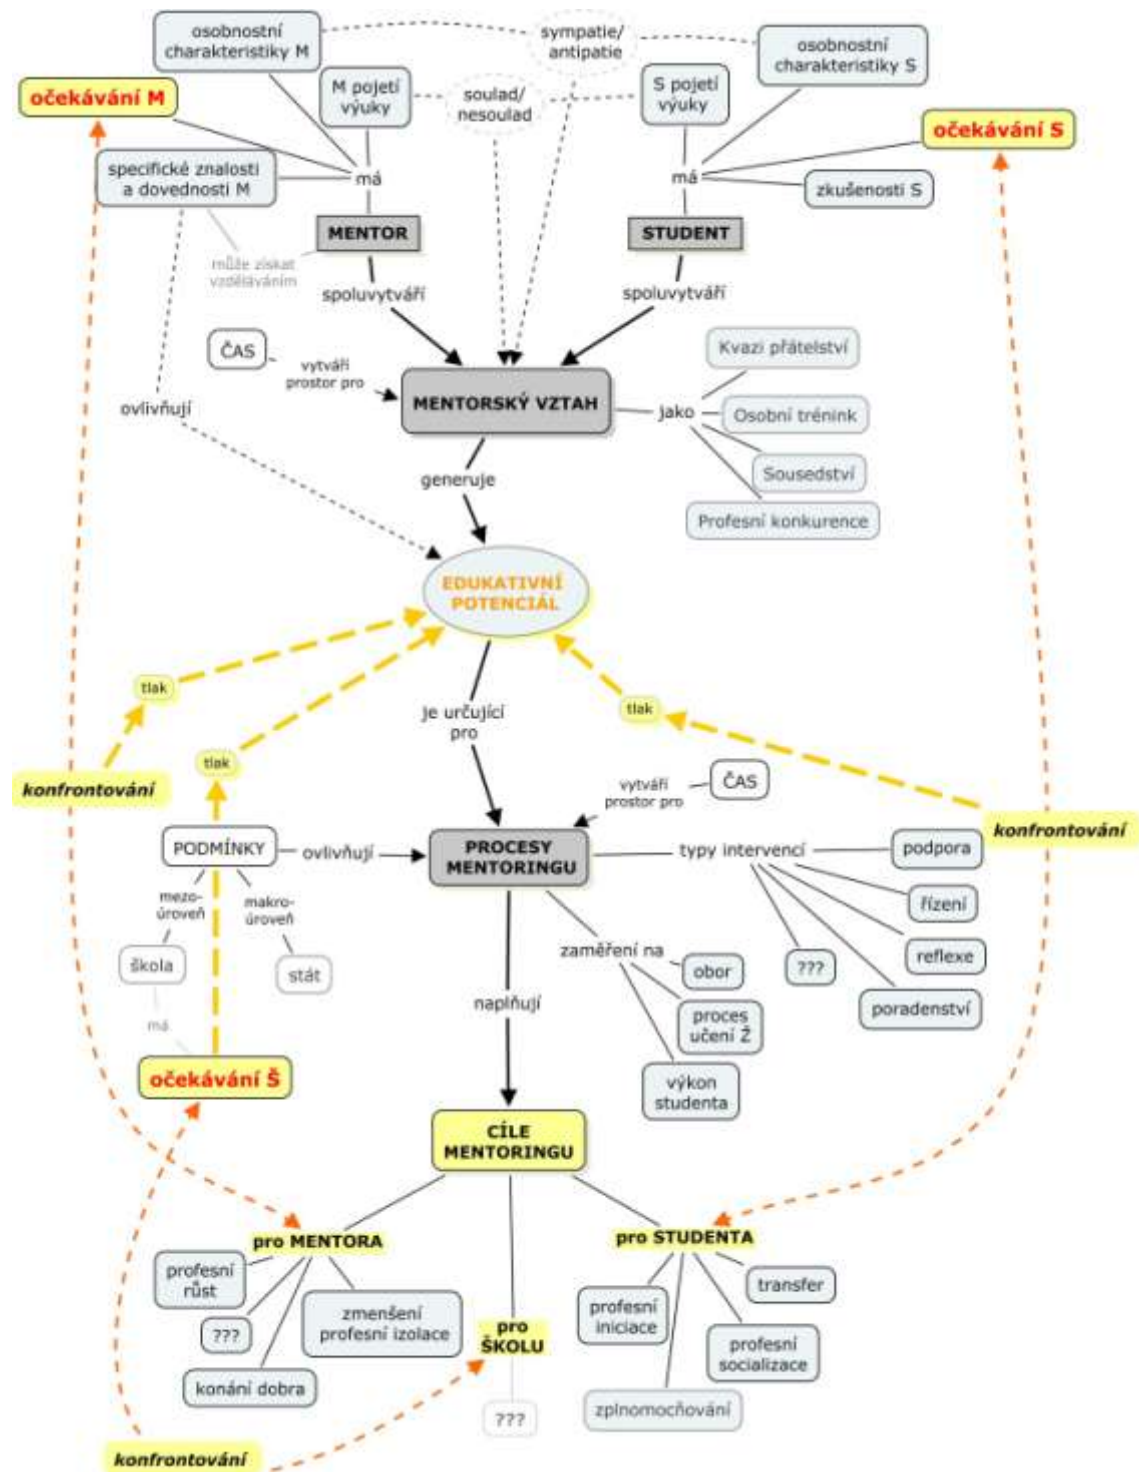 osobnostní
charakteristiky M
sympatie/
antipatie
osobnostní
charakteristiky S
očekávání M
M pojetí
výuky
soulad/
nesoulad
S pojetí
výuky
očekávání S
specifické znalosti
a dovednosti M
má
má
zkušenosti S
MENTOR
STUDENT
může získat
vzděláváním
spoluvytváří
spoluvytváří
ČAS
vytváří
prostor pro
Kvazi přátelství
MENTORSKÝ VZTAH
jako
Osobní trénink
ovlivňují
Sousedství
generuje
Profesní konkurence
EDUKATIVNÍ
POTENCIÁL
tlak
tlak
je určující
pro
tlak
konfrontování
vytváří
prostor pro
ČAS
konfrontování
PODMÍNKY
ovlivňují
PROCESY
MENTORINGU
typy intervencí
podpora
mezo-
úroveň
makro-
úroveň
řízení
škola
stát
zaměření na
obor
???
reflexe
má
naplňují
proces
učení Ž
poradenství
očekávání Š
výkon
studenta
CÍLE
MENTORINGU
pro MENTORA
pro STUDENTA
profesní
růst
transfer
???
zmenšení
profesní izolace
pro
ŠKOLU
profesní
iniciace
profesní
socializace
konání dobra
???
zplnomocňování
konfrontování